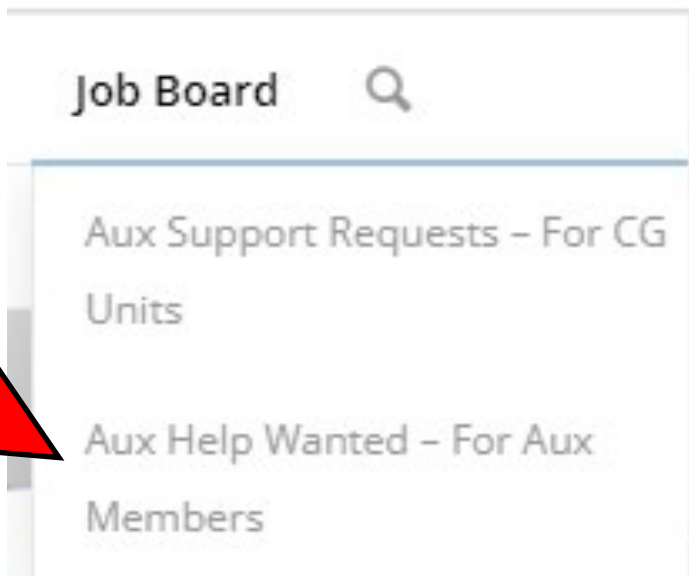 Job Board
Aux Support Requests – For CG
Units
Aux Help Wanted – For Aux
Members